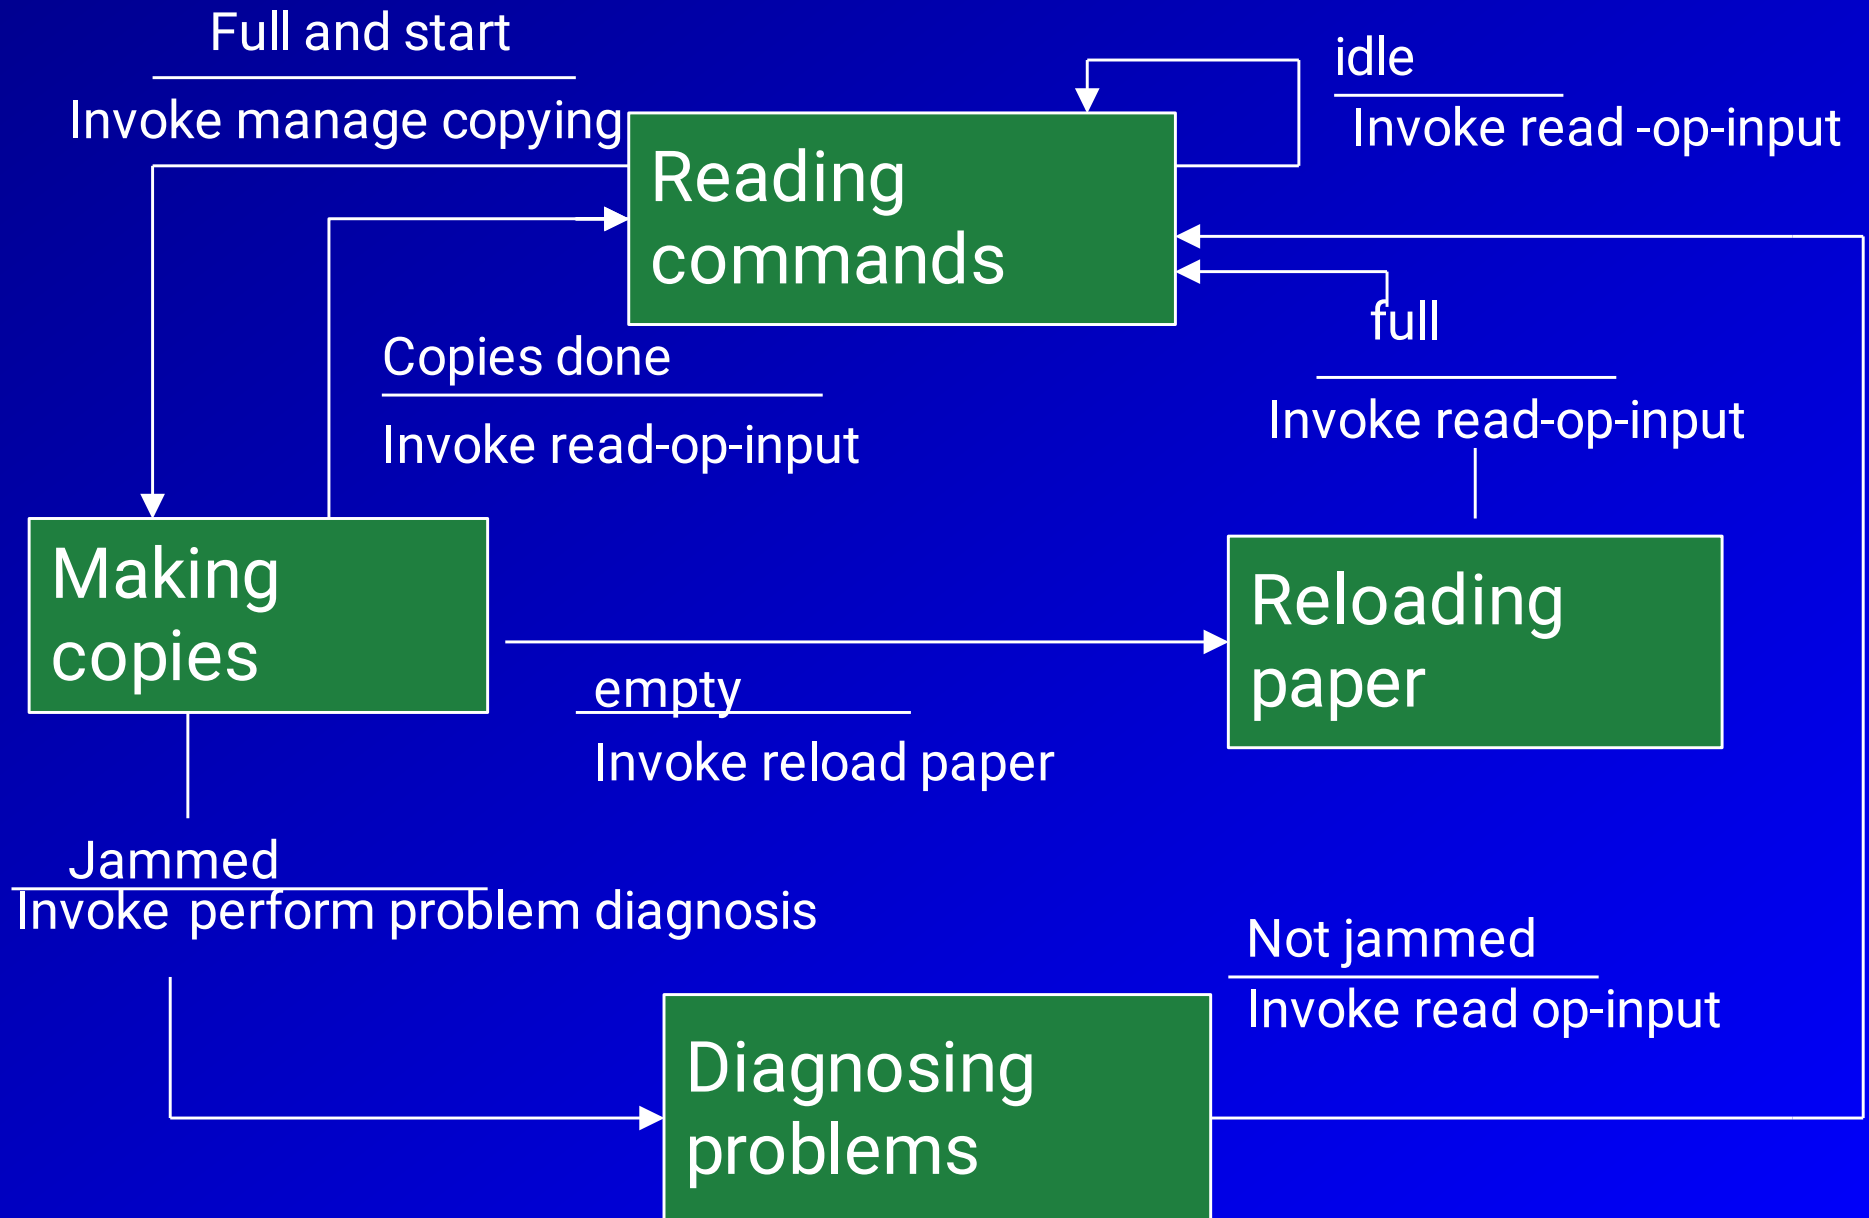 Full and start
Invoke manage copying
idle
Invoke read -op-input
Reading
commands
full
Invoke read-op-input
Copies done
Invoke read-op-input
Making
copies
Reloading
paper
empty
Invoke reload paper
Jammed
Invoke perform problem diagnosis
Not jammed
Invoke read op-input
Diagnosing
problems